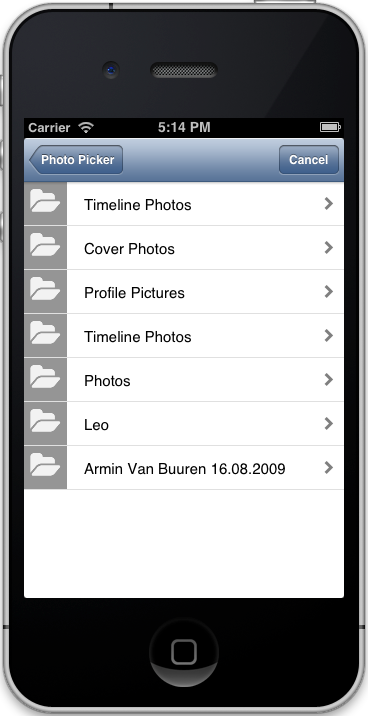 Carrier 5:14 PM
Photo Picker Cancel
Timeline Photos
Cover Photos
Profile Pictures
Timeline Photos
Photos
Leo
Armin Van Buuren 16.08.2009